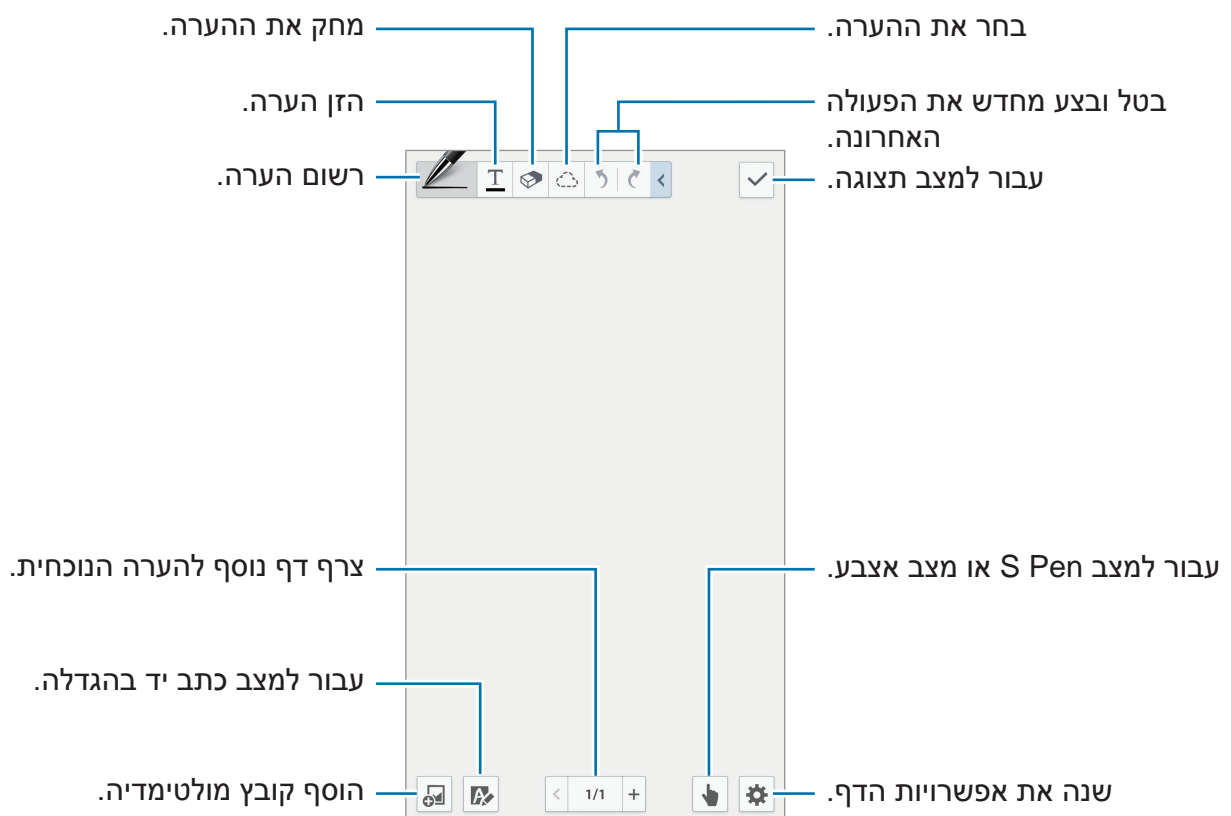 מחק את ההערה.
בחר את ההערה.
הזן הערה.
בטל ובצע מחדש את הפעולה
האחרונה.
רשום הערה.
T
עבור למצב תצוגה.
צרף דף נוסף להערה הנוכחית.
עבור למצב S Pen או מצב אצבע.
עבור למצב כתב יד בהגדלה.
הוסף קובץ מולטימדיה.
A
< 1/1 +
שנה את אפשרויות הדף.